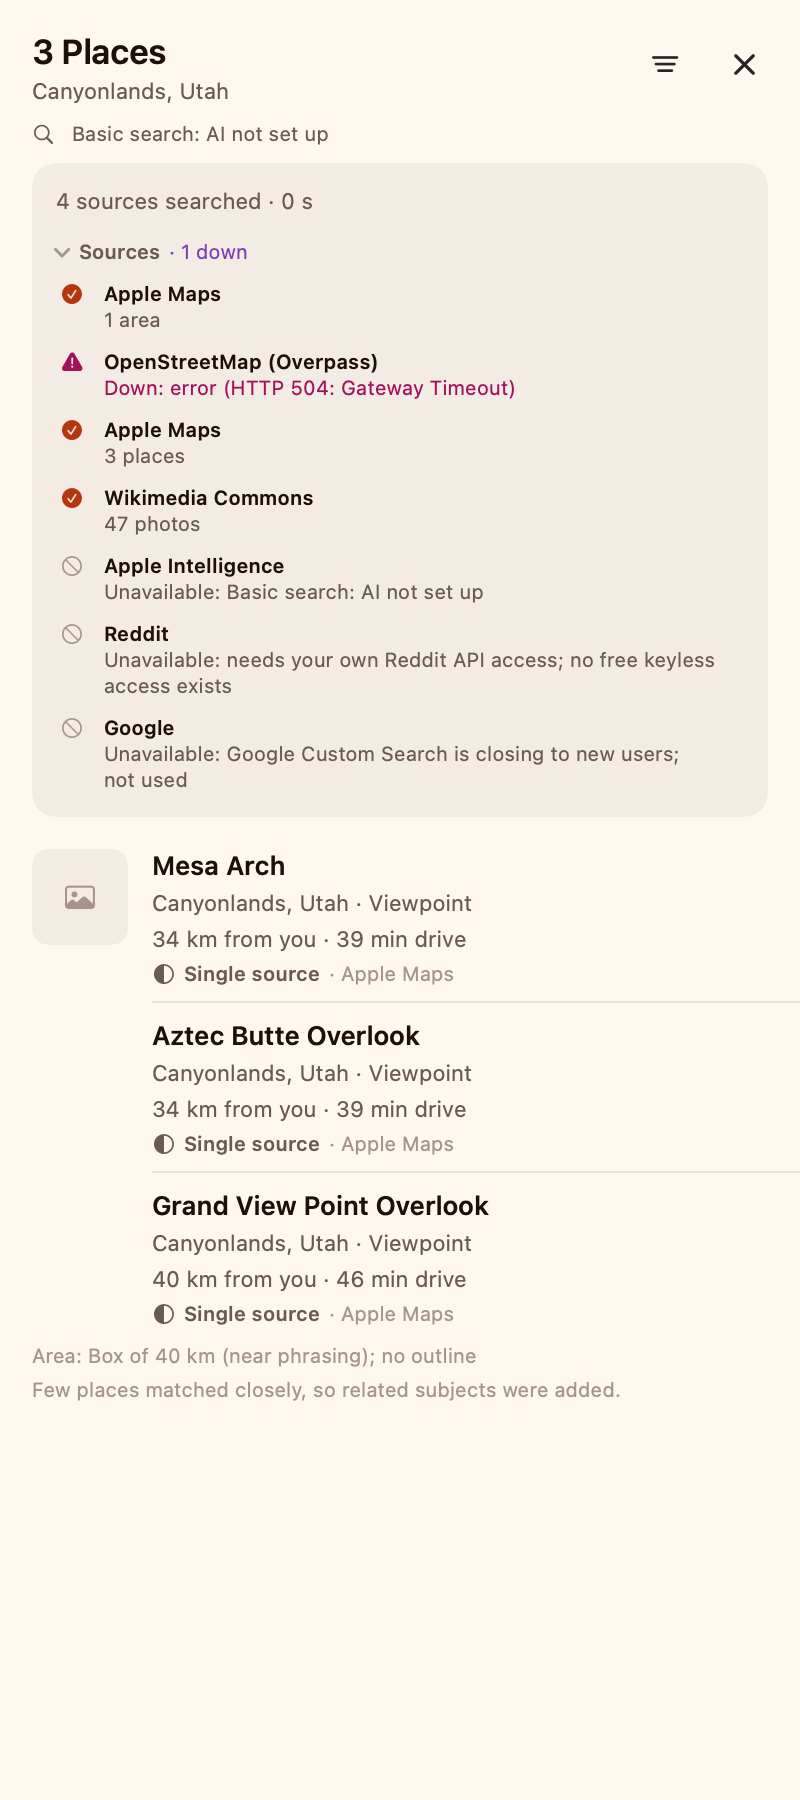 3 Places
Canyonlands, Utah
Basic search: AI not set up
4 sources searched · 0 s
Sources · 1 down
Apple Maps
1 area
OpenStreetMap (Overpass)
Down: error (HTTP 504: Gateway Timeout)
Apple Maps
3 places
Wikimedia Commons
47 photos
Apple Intelligence
Unavailable: Basic search: AI not set up
Reddit
Unavailable: needs your own Reddit API access; no free keyless
access exists
Google
Unavailable: Google Custom Search is closing to new users;
not used
Mesa Arch
Canyonlands, Utah · Viewpoint
34 km from you · 39 min drive
Single source · Apple Maps
Aztec Butte Overlook
Canyonlands, Utah · Viewpoint
34 km from you · 39 min drive
Single source · Apple Maps
Grand View Point Overlook
Canyonlands, Utah · Viewpoint
40 km from you · 46 min drive
Single source · Apple Maps
Area: Box of 40 km (near phrasing); no outline
Few places matched closely, so related subjects were added.